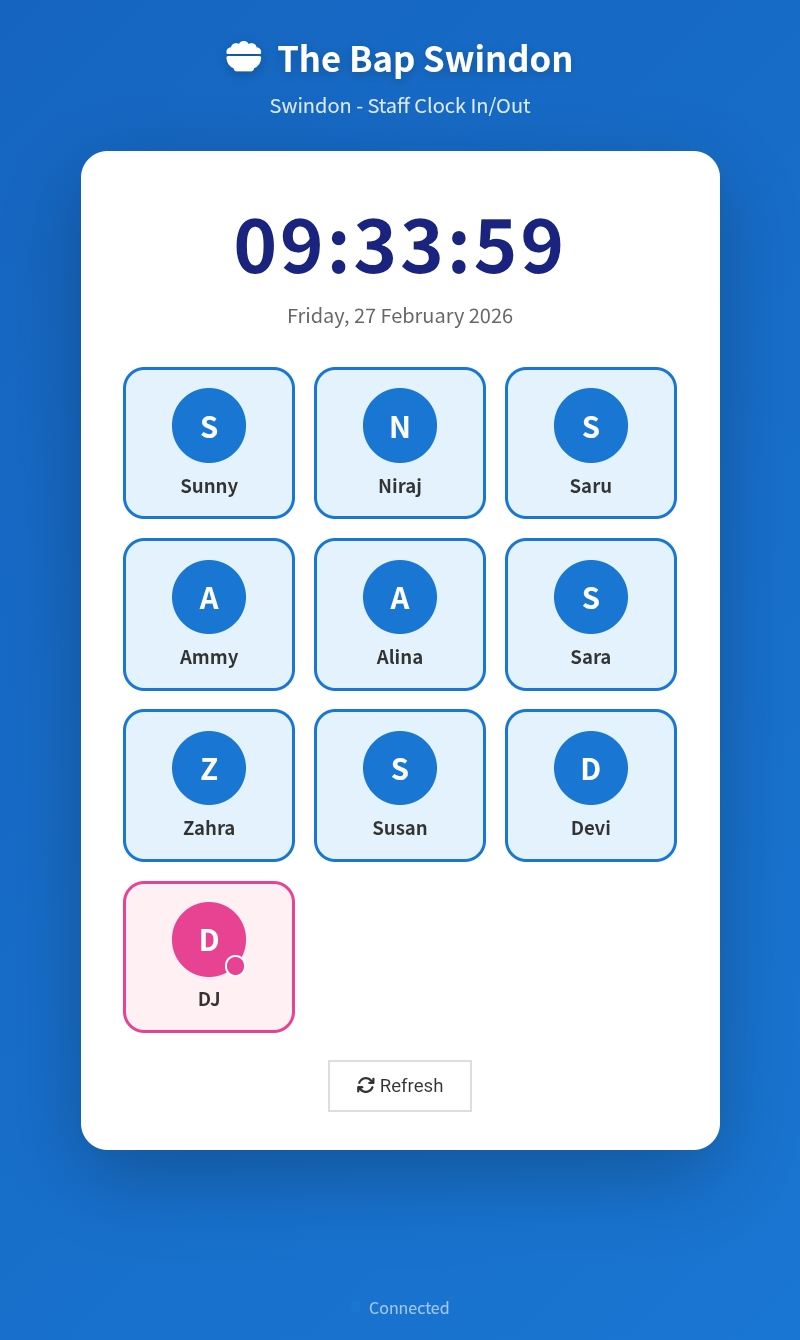 The Bap Swindon
Swindon - Staff Clock In/Out
09:33:59
Friday, 27 February 2026
S
N
S
Sunny
Niraj
Saru
A
A
S
Ammy
Alina
Sara
Z
S
D
Zahra
Susan
Devi
D
DJ
Refresh
Connected